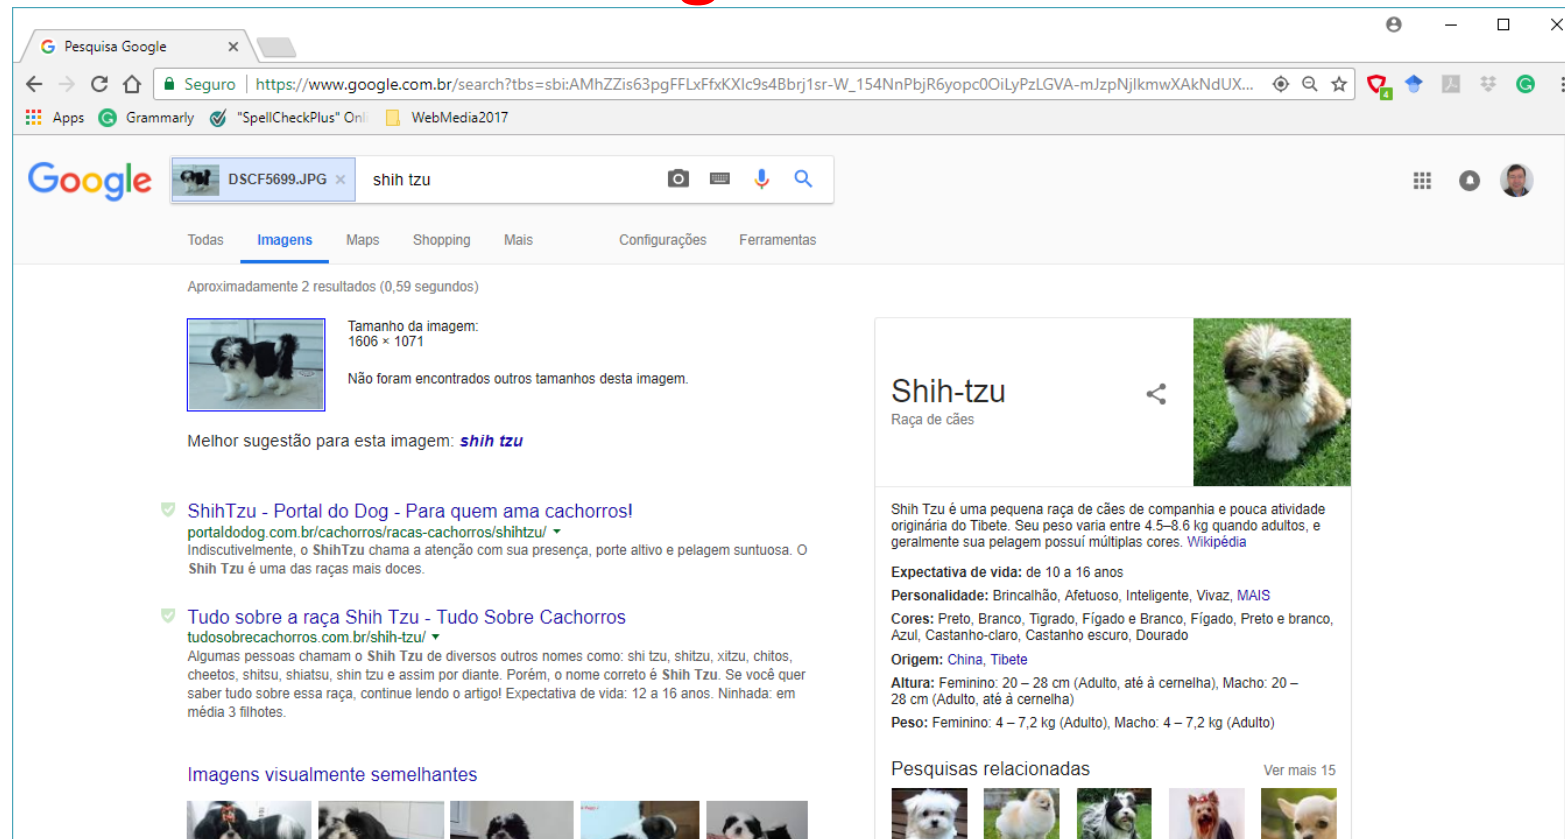 Pesquisa Google
Seguro | https://www.google.com.br/search?tbs=sbi:AMhZZis63pgFFLxFfxKXIc9s4Bbrj1sr-W_154NnPbjR6yopc0OiLyPzLGVA-mJzpNjlkmwXAkNdUX...
4
Apps Grammarly "SpellCheckPlus" Onl WebMedia2017
Google DSCF5699.JPG × shih tzu
Todas Imagens Maps Shopping Mais Configurações Ferramentas
Aproximadamente 2 resultados (0,59 segundos)
Tamanho da imagem:
1606 × 1071
Não foram encontrados outros tamanhos desta imagem.
Melhor sugestão para esta imagem: shih tzu
ShihTzu - Portal do Dog - Para quem ama cachorros!
portaldodog.com.br/cachorros/racas-cachorros/shihtzu/
Indiscutivelmente, o ShihTzu chama a atenção com sua presença, porte altivo e pelagem suntuosa. O
Shih Tzu é uma das raças mais doces.
Tudo sobre a raça Shih Tzu - Tudo Sobre Cachorros
tudosobrecachorros.com.br/shih-tzu/
Algumas pessoas chamam o Shih Tzu de diversos outros nomes como: shi tzu, shitzu, xitzu, chitos,
cheetos, shitsu, shiatsu, shin tzu e assim por diante. Porém, o nome correto é Shih Tzu. Se você quer
saber tudo sobre essa raça, continue lendo o artigo! Expectativa de vida: 12 a 16 anos. Ninhada: em
média 3 filhotes.
Imagens visualmente semelhantes
Shih-tzu
Raça de cães
Shih Tzu é uma pequena raça de cães de companhia e pouca atividade
originária do Tibete. Seu peso varia entre 4.5–8.6 kg quando adultos, e
geralmente sua pelagem possuí múltiplas cores. Wikipédia
Expectativa de vida: de 10 a 16 anos
Personalidade: Brincalhão, Afetuoso, Inteligente, Vivaz, MAIS
Cores: Preto, Branco, Tigrado, Fígado e Branco, Fígado, Preto e branco,
Azul, Castanho-claro, Castanho escuro, Dourado
Origem: China, Tibete
Altura: Feminino: 20 – 28 cm (Adulto, até à cernelha), Macho: 20 –
28 cm (Adulto, até à cernelha)
Peso: Feminino: 4 – 7,2 kg (Adulto), Macho: 4 – 7,2 kg (Adulto)
Pesquisas relacionadas
Ver mais 15